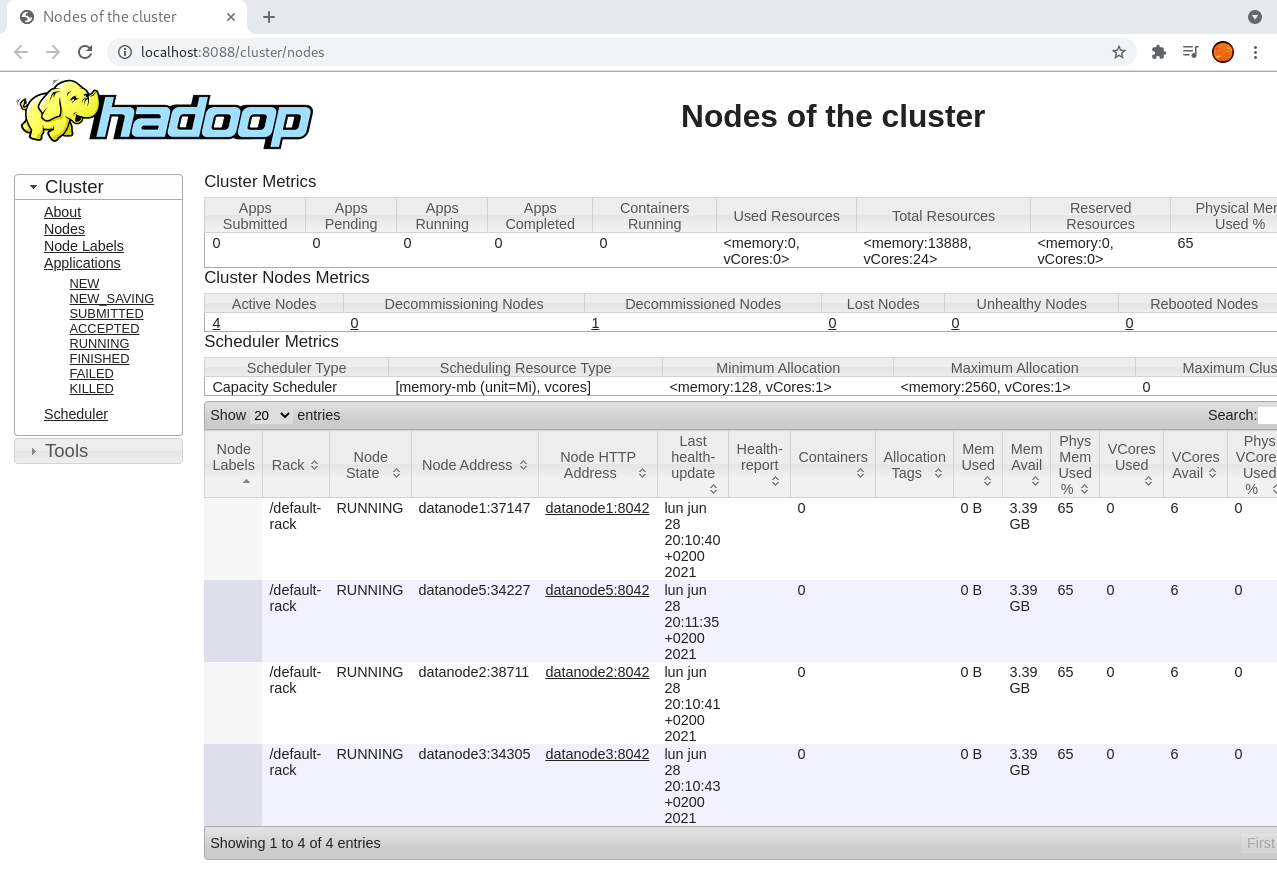 Nodes of the cluster
localhost:8088/cluster/nodes
hadoop
Nodes of the cluster
Cluster
About
Nodes
Node Labels
Applications
NEW
NEW_SAVING
SUBMITTED
ACCEPTED
RUNNING
FINISHED
FAILED
KILLED
Scheduler
Tools
Cluster Metrics
Apps Submitted Apps Pending Apps Running Apps Completed Containers Running Used Resources Total Resources Reserved Resources Physical Mem Used %
0 0 0 0 0 <memory:0, vCores:0> <memory:13888, vCores:24> <memory:0, vCores:0> 65
Cluster Nodes Metrics
Active Nodes Decommissioning Nodes Decommissioned Nodes Lost Nodes Unhealthy Nodes Rebooted Nodes
4 0 1 0 0 0
Scheduler Metrics
Scheduler Type Scheduling Resource Type Minimum Allocation Maximum Allocation Maximum Clus
Capacity Scheduler [memory-mb (unit=Mi), vcores] <memory:128, vCores:1> <memory:2560, vCores:1> 0
Show 20 entries Search:
Node Labels Rack Node State Node Address Node HTTP Address Last health-update Health-report Containers Allocation Tags Mem Used Mem Avail Phys Mem Used % VCores Used VCores Avail Phys VCores Used %
/default-rack RUNNING datanode1:37147 datanode1:8042 lun jun 28 20:10:40 +0200 2021 0 0 B 3.39 GB 65 0 6 0
/default-rack RUNNING datanode5:34227 datanode5:8042 lun jun 28 20:11:35 +0200 2021 0 0 B 3.39 GB 65 0 6 0
/default-rack RUNNING datanode2:38711 datanode2:8042 lun jun 28 20:10:41 +0200 2021 0 0 B 3.39 GB 65 0 6 0
/default-rack RUNNING datanode3:34305 datanode3:8042 lun jun 28 20:10:43 +0200 2021 0 0 B 3.39 GB 65 0 6 0
Showing 1 to 4 of 4 entries First